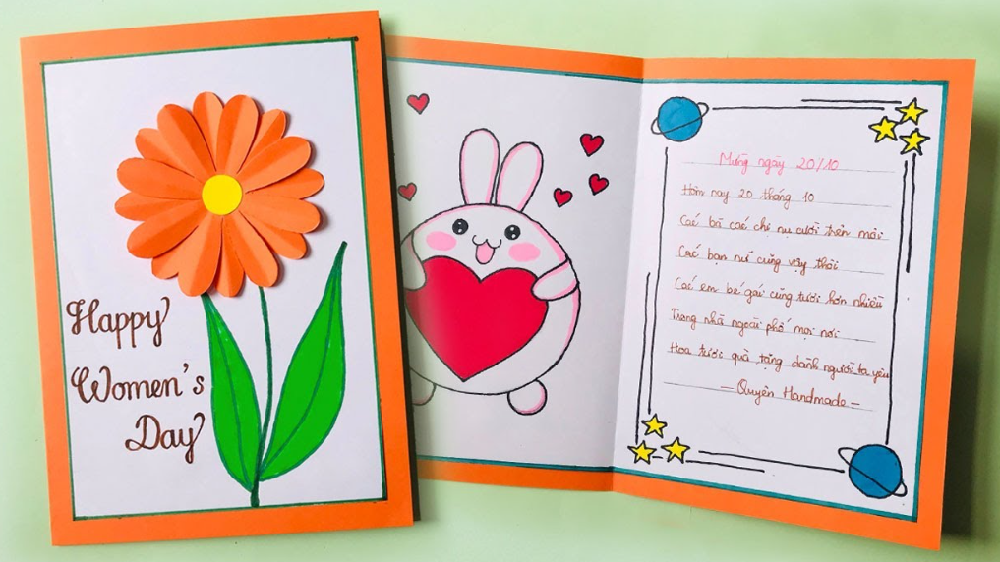 Happy
Women's
Day
Mừng ngày 20/10
Hôm nay 20 tháng 10
Các bà các chị nụ cười trên môi
Các bạn nữ cũng vậy thôi
Các em bé gái cũng tươi hơn nhiều
Trong nhà ngoài phố mọi nơi
Hoa tươi quà tặng dành người ta yêu
- Quyên Handmade -